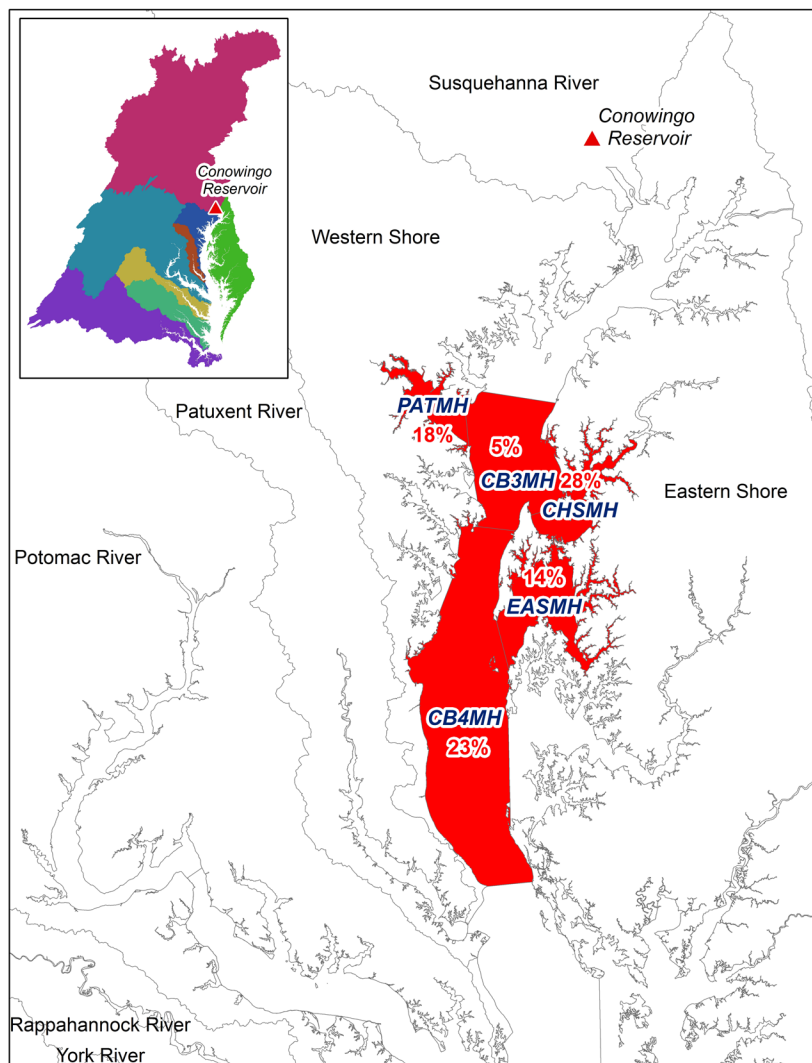 Susquehanna River
Conowingo
Reservoir
Conowingo
Reservoir
Western Shore
PATMH
18%
Patuxent River
5%
CB3MH
28%
CHSMH
Eastern Shore
Potomac River
14%
EASMH
CB4MH
23%
Rappahannock River
York River